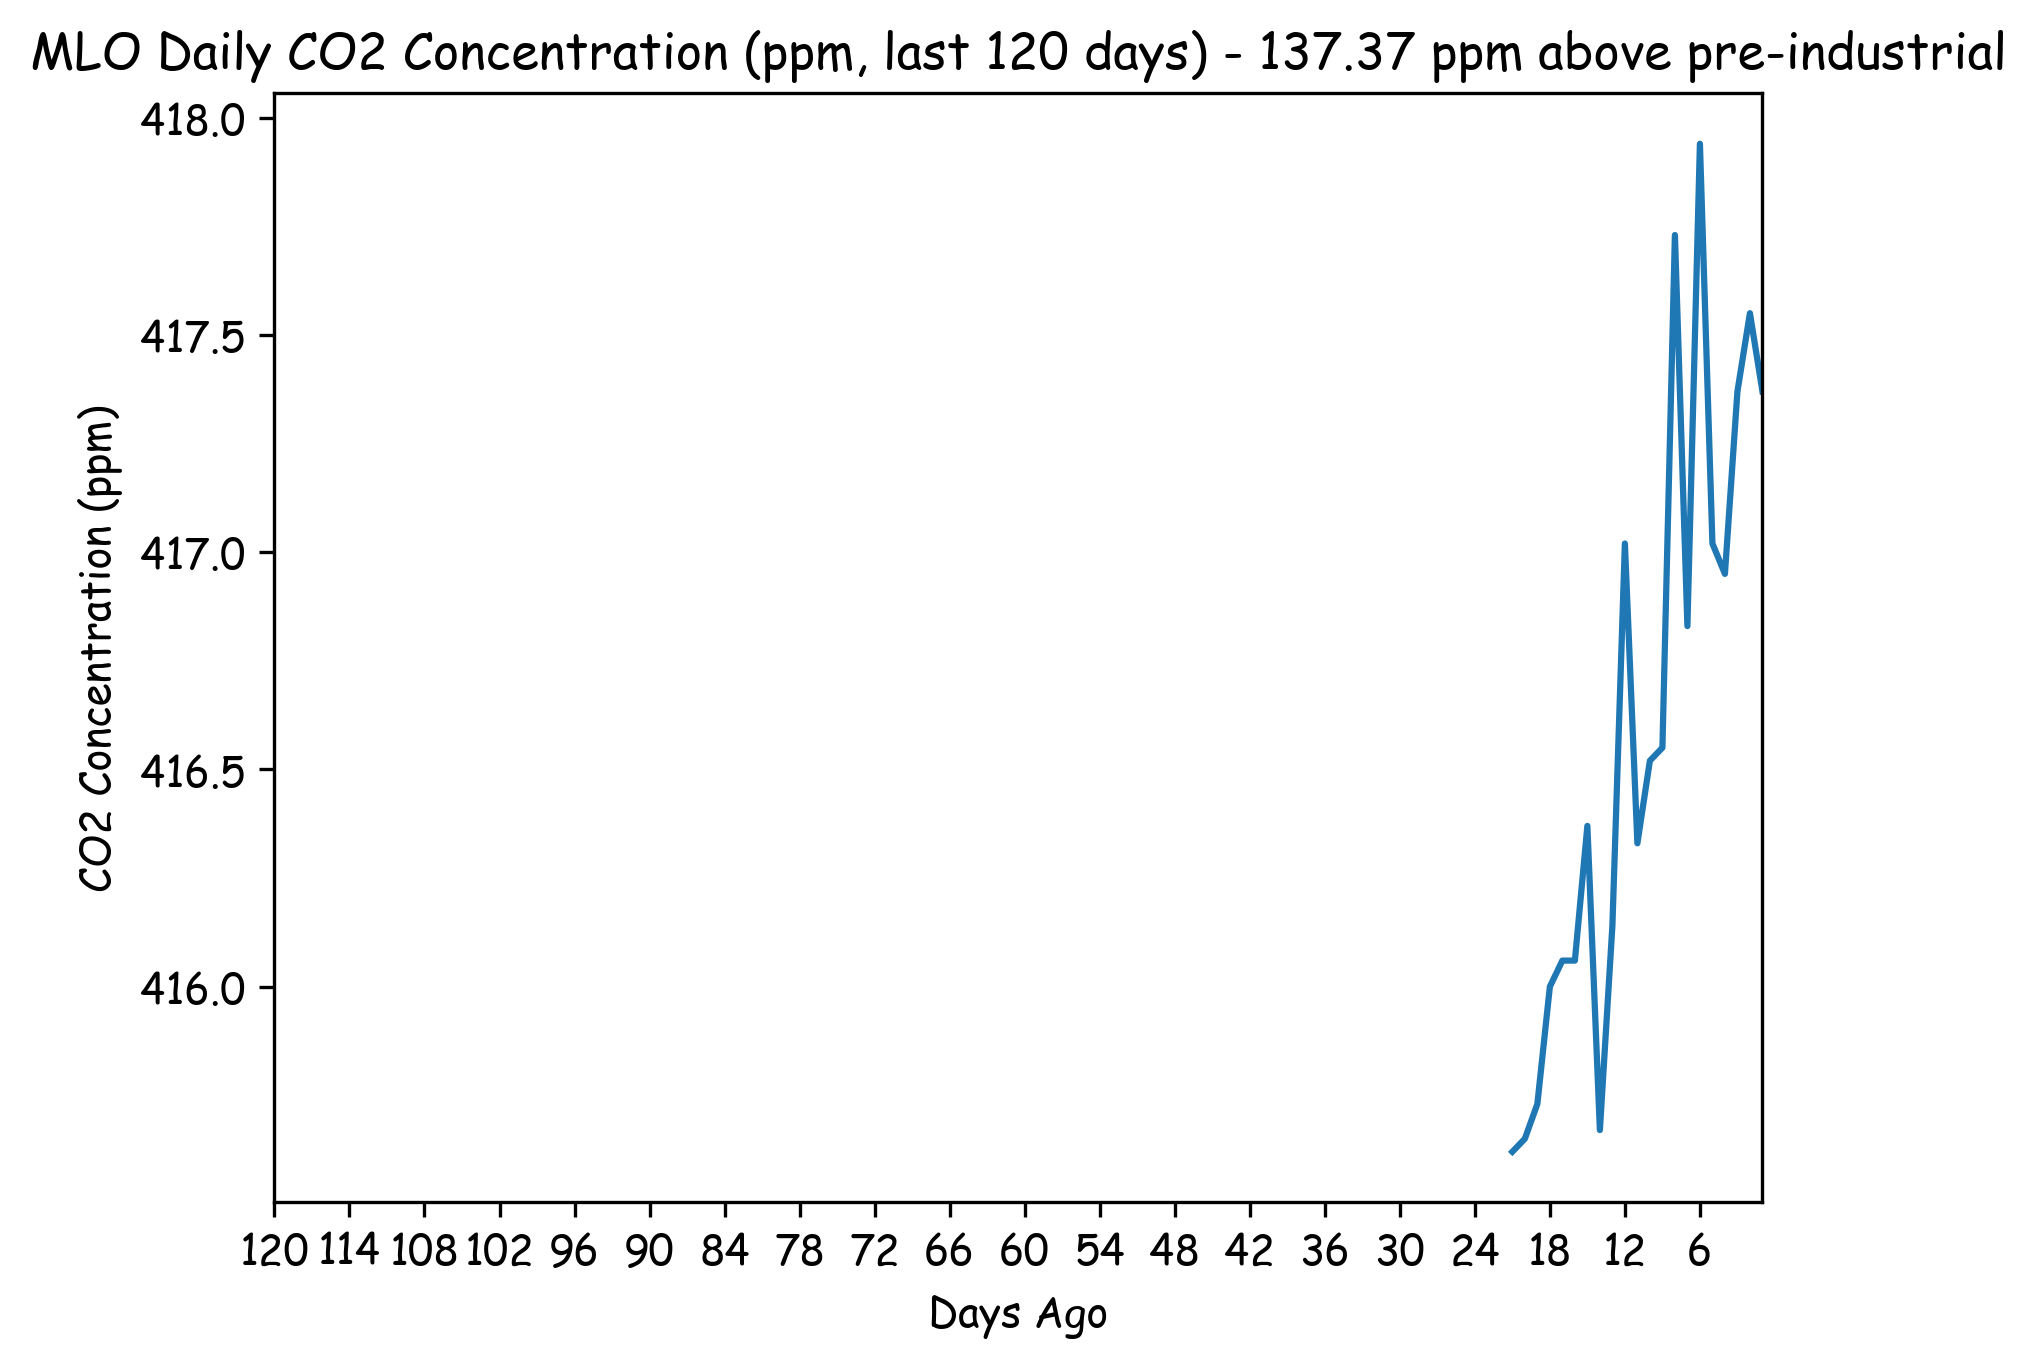 MLO Daily CO2 Concentration (ppm, last 120 days) - 137.37 ppm above pre-industrial
418.0
417.5
417.0
416.5
416.0
CO2 Concentration (ppm)
120 114 108 102 96 90 84 78 72 66 60 54 48 42 36 30 24 18 12 6
Days Ago